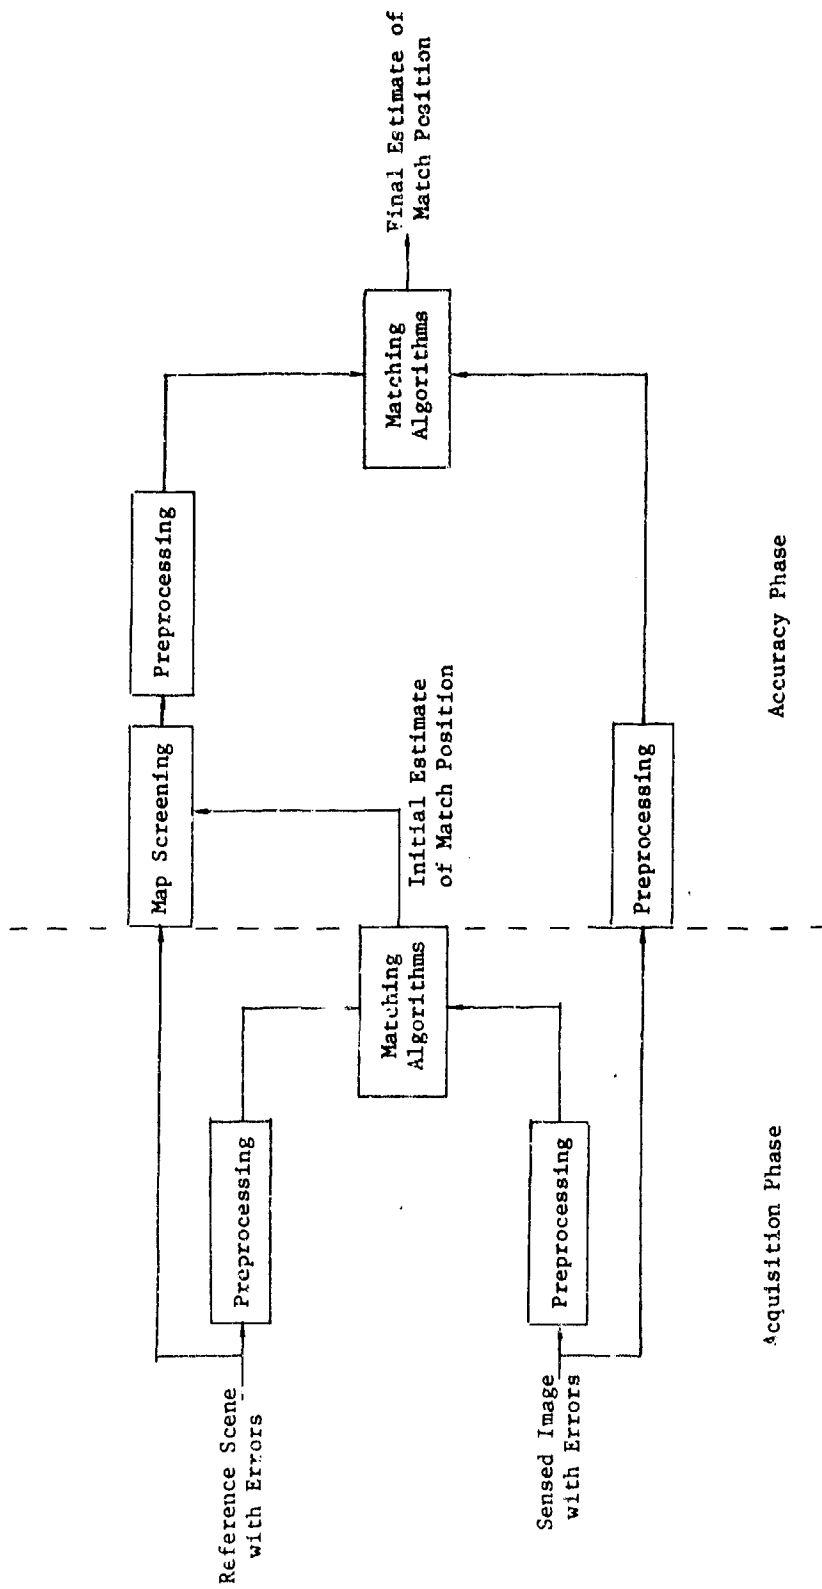 Reference Scene
with Errors
Sensed Image
with Errors
Preprocessing
Preprocessing
Matching
Algorithms
Initial Estimate
of Match Position
Map Screening
Preprocessing
Preprocessing
Matching
Algorithms
Final Estimate of
Match Position
Acquisition Phase
Accuracy Phase